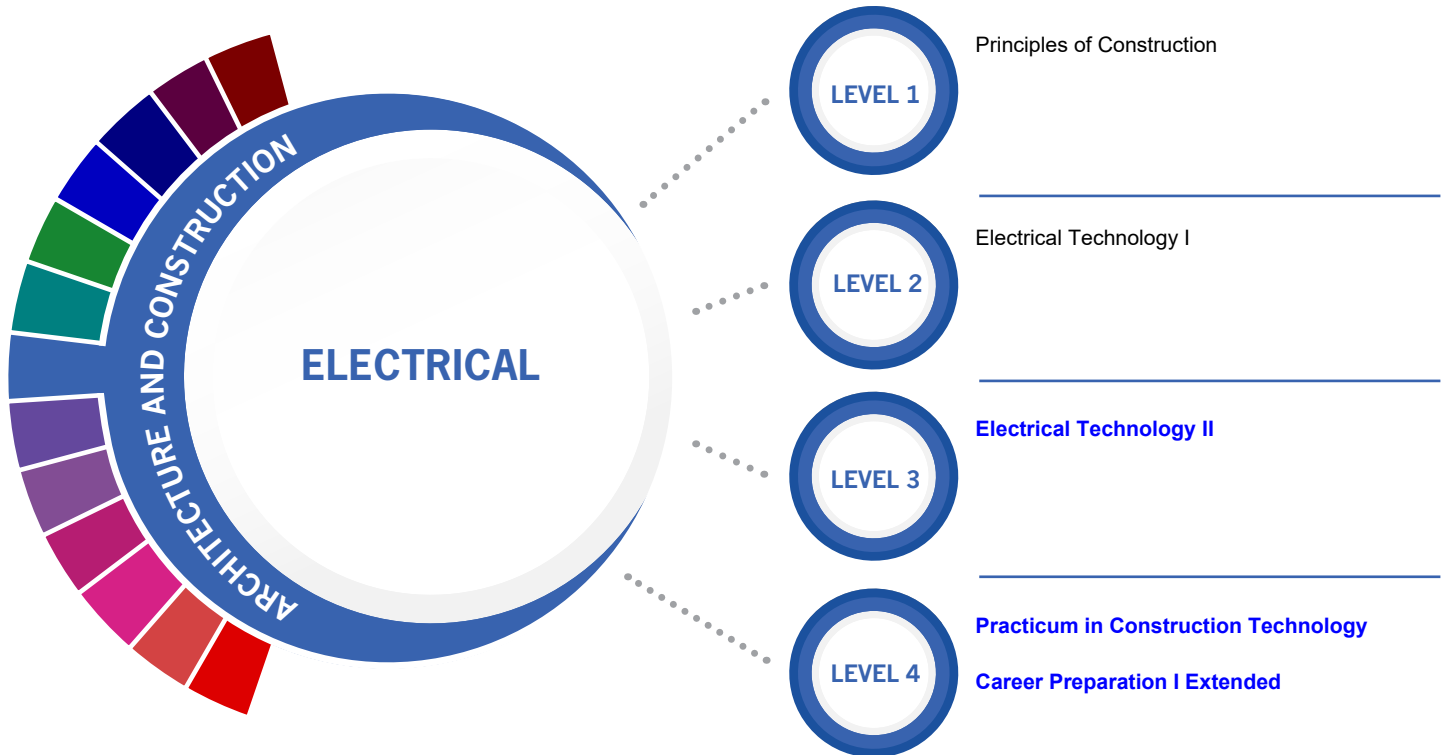 ARCHITECTURE AND CONSTRUCTION
ELECTRICAL
LEVEL 1
Principles of Construction
LEVEL 2
Electrical Technology I
LEVEL 3
Electrical Technology II
LEVEL 4
Practicum in Construction Technology
Career Preparation I Extended